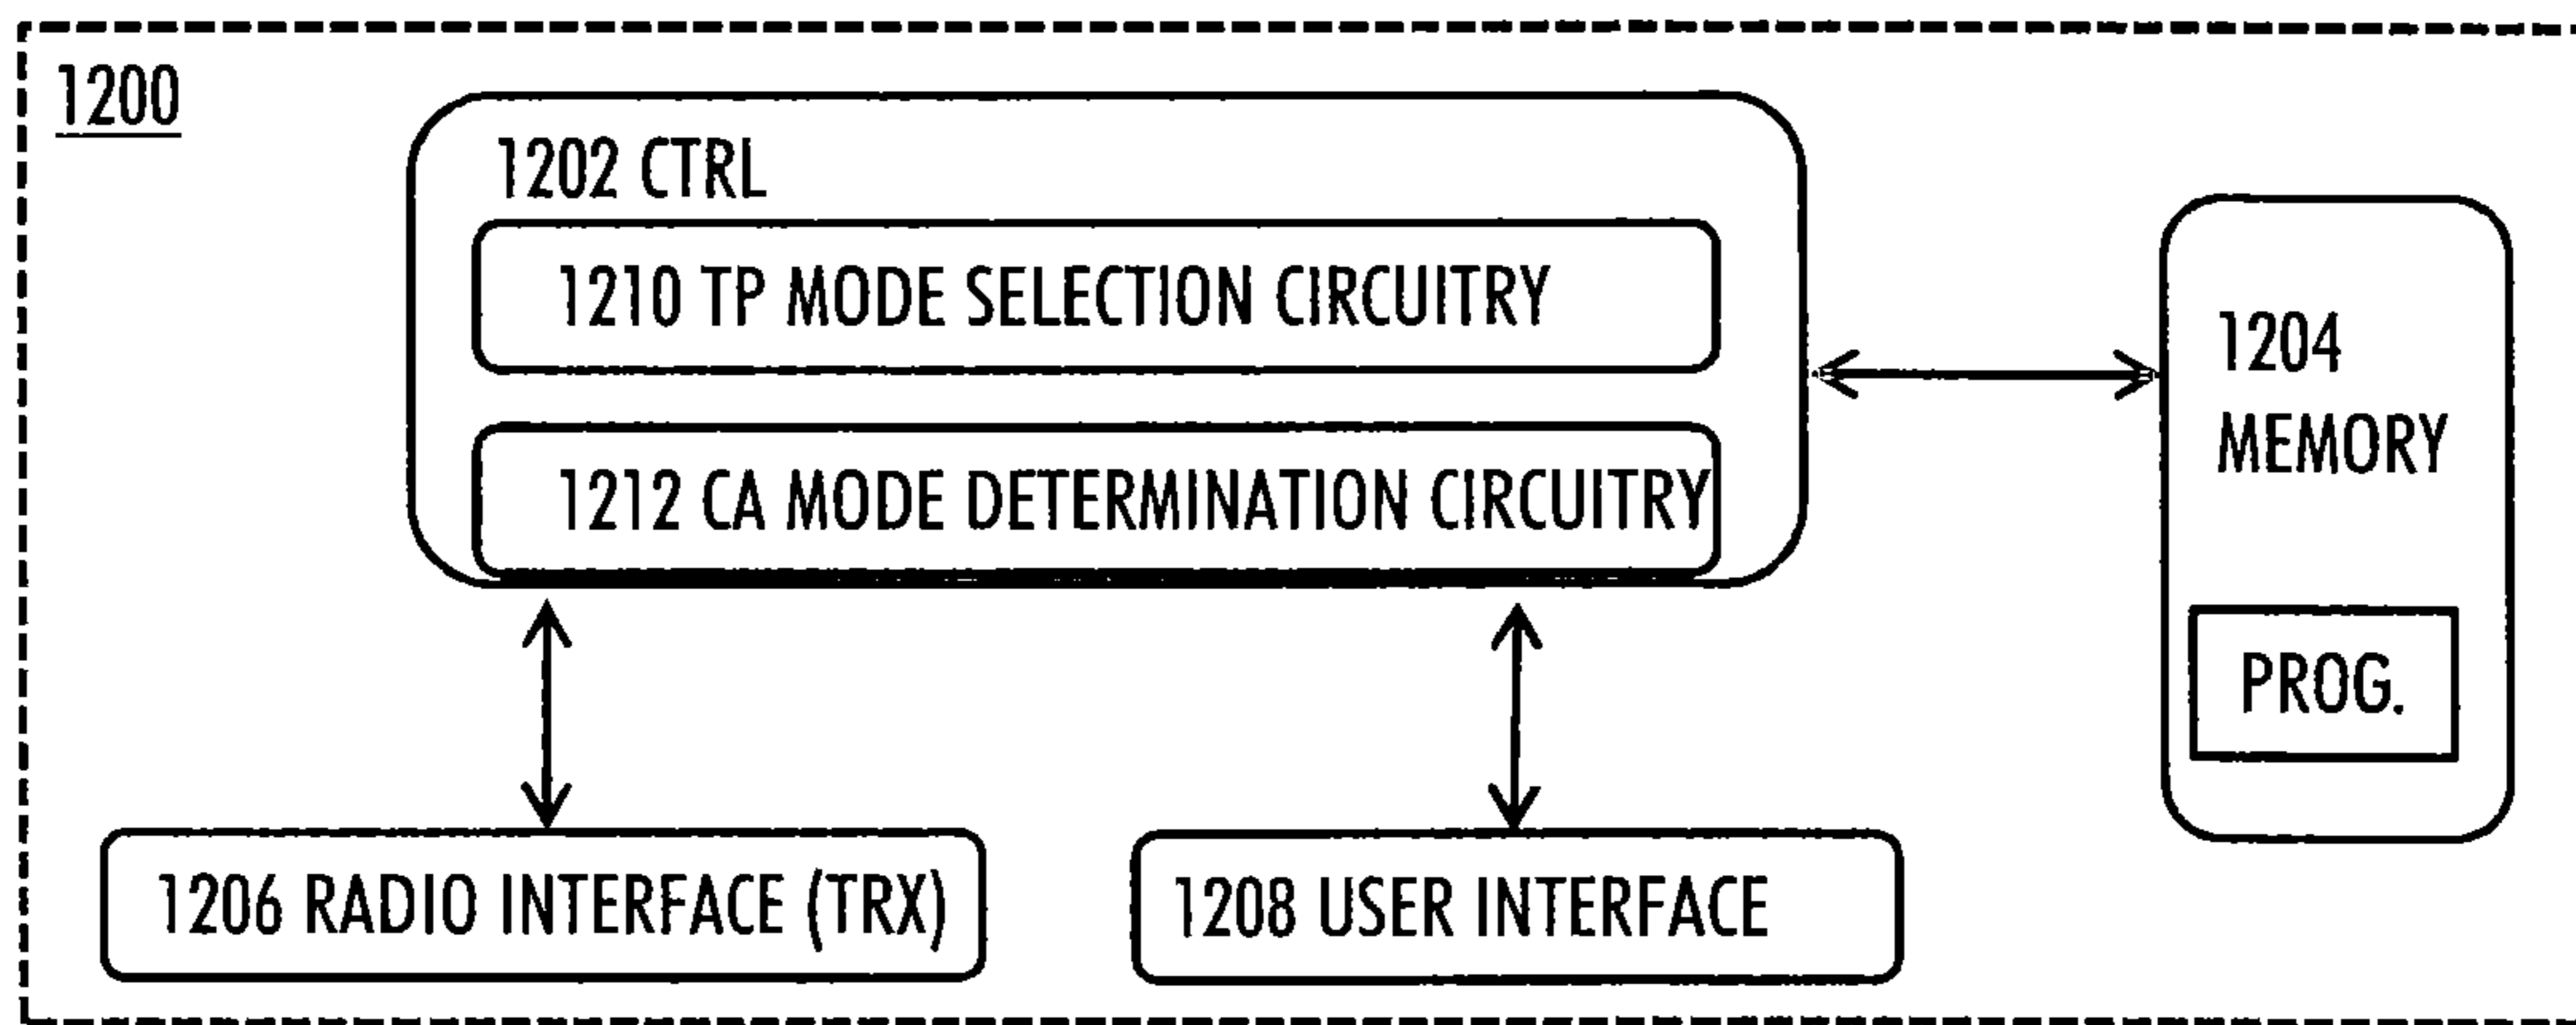 1200
1202 CTRL
1210 TP MODE SELECTION CIRCUITRY
1212 CA MODE DETERMINATION CIRCUITRY
1204
MEMORY
PROG.
1206 RADIO INTERFACE (TRX)
1208 USER INTERFACE